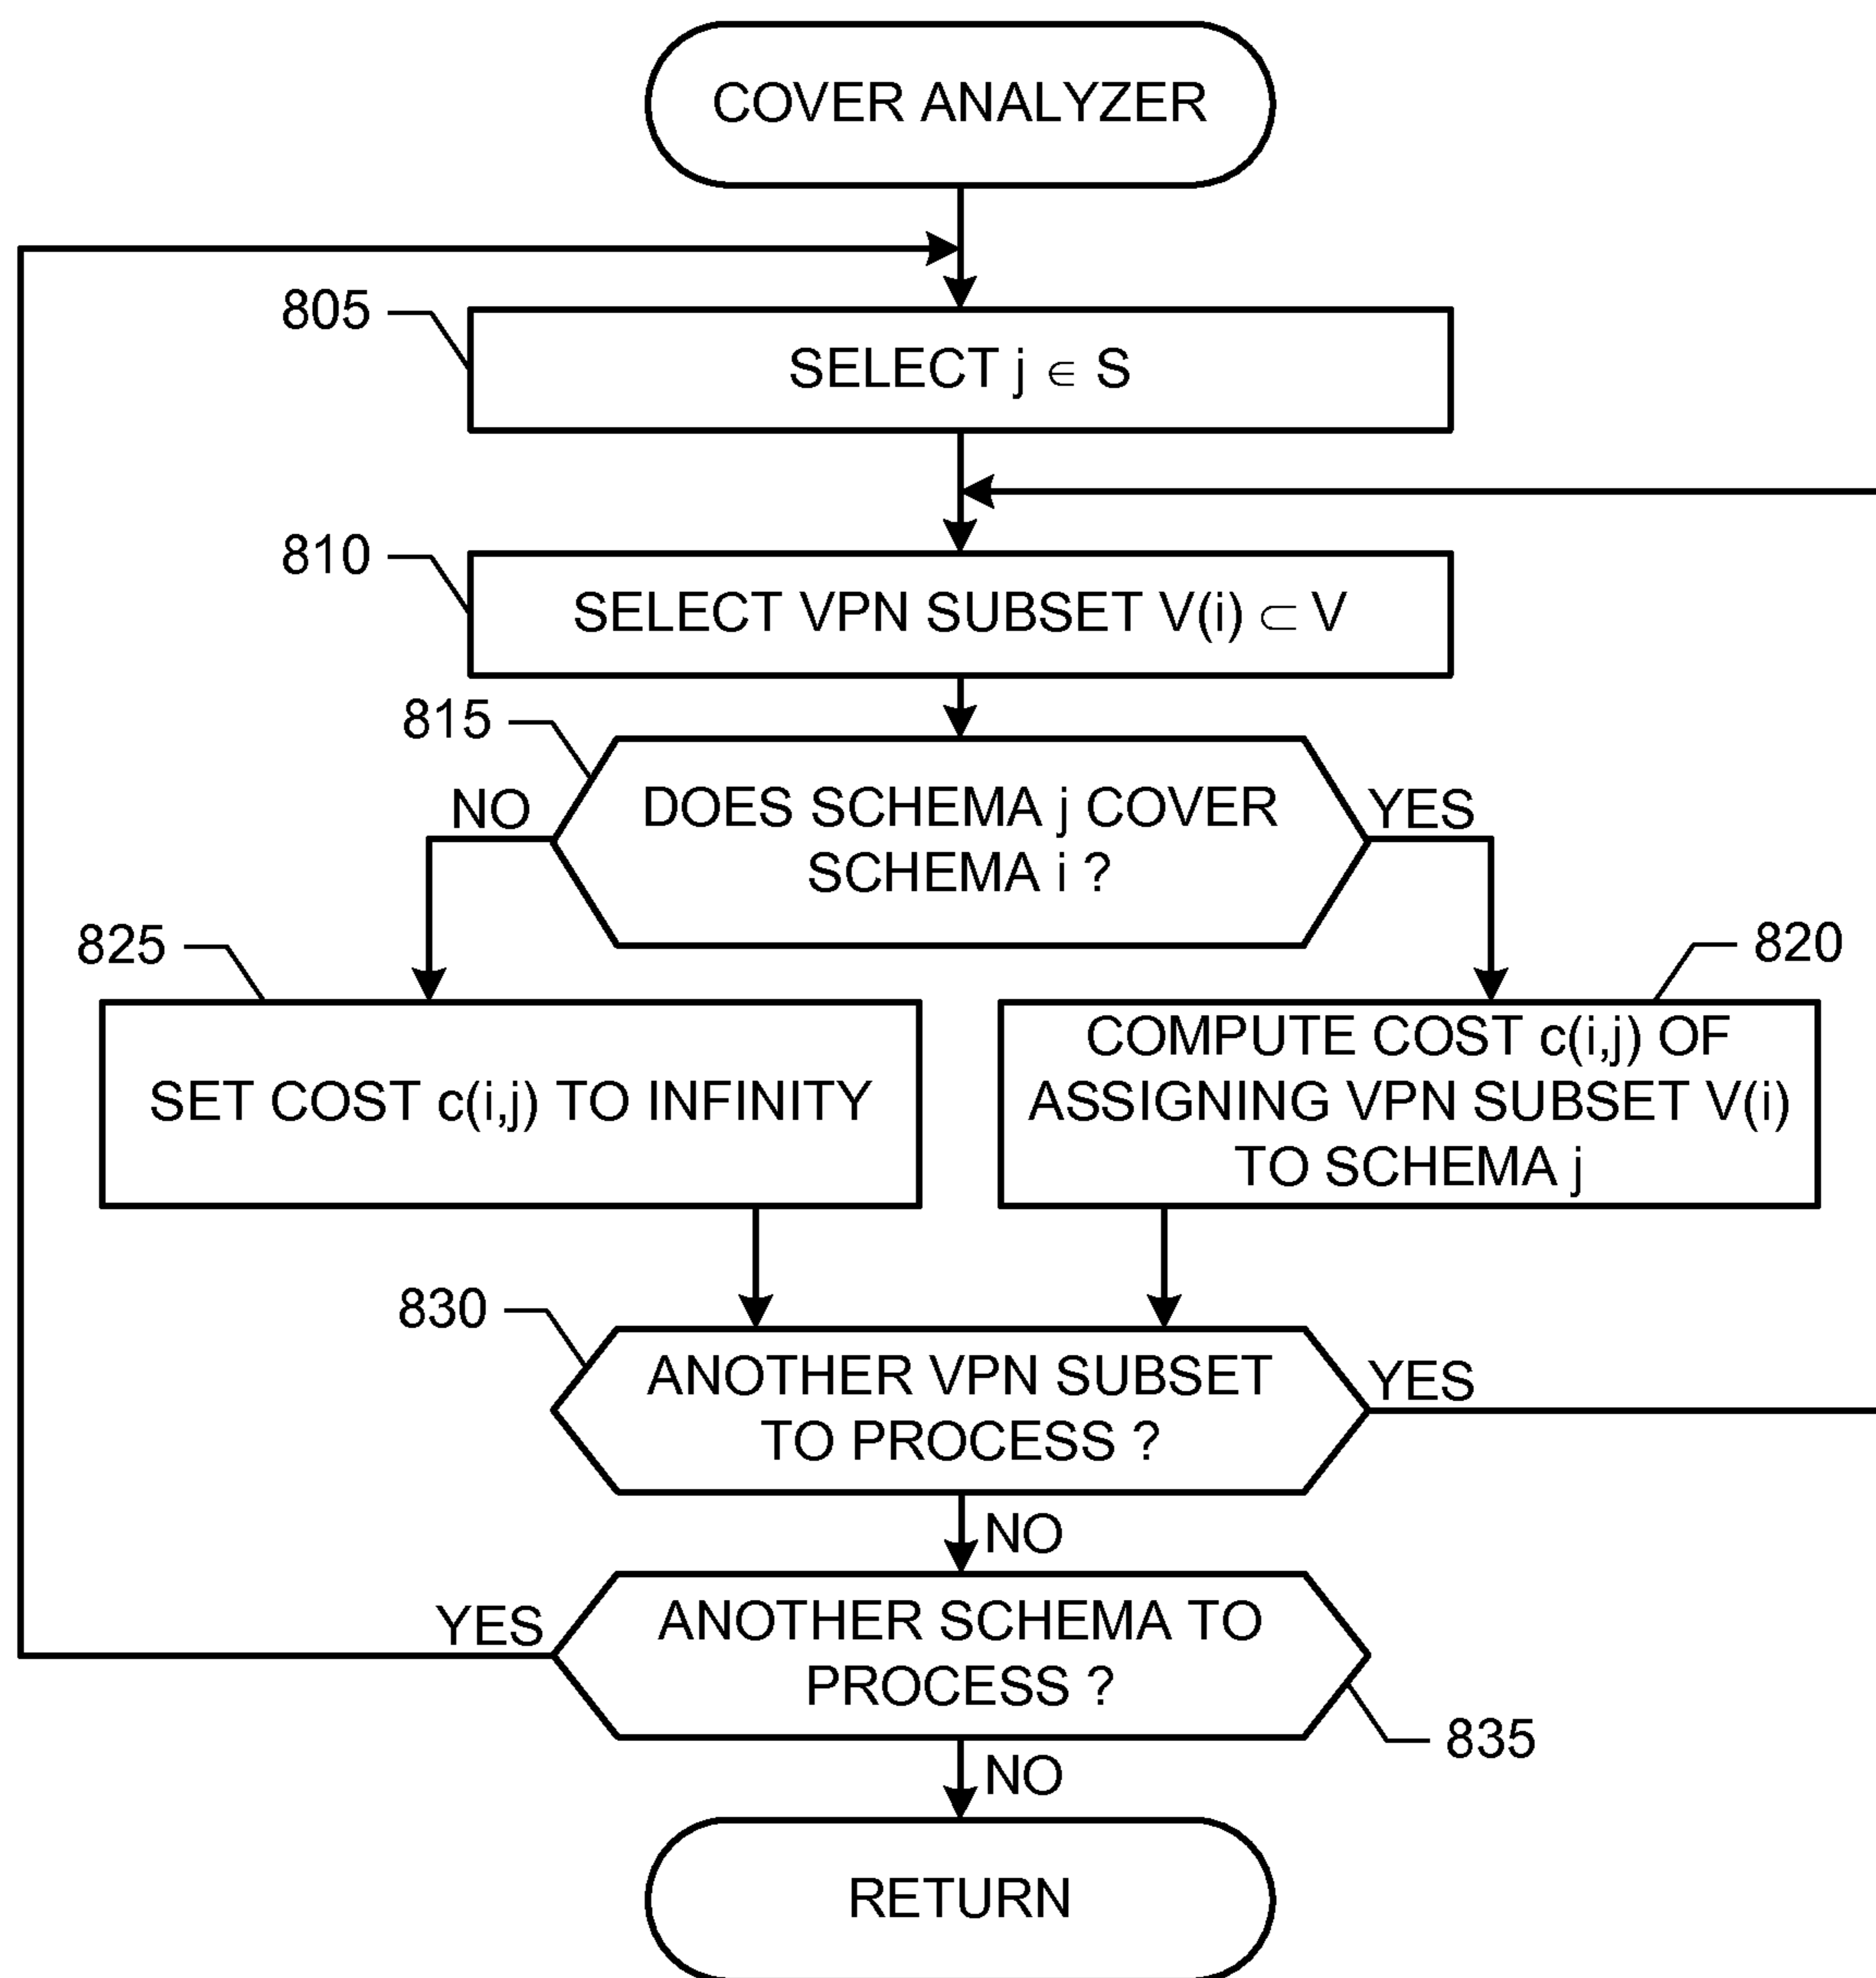 COVER ANALYZER
805
SELECT j ∈ S
810
SELECT VPN SUBSET V(i) ⊂ V
815
NO
DOES SCHEMA j COVER
SCHEMA i ?
YES
825
820
SET COST c(i,j) TO INFINITY
COMPUTE COST c(i,j) OF
ASSIGNING VPN SUBSET V(i)
TO SCHEMA j
830
ANOTHER VPN SUBSET
TO PROCESS ?
YES
NO
YES
ANOTHER SCHEMA TO
PROCESS ?
835
NO
RETURN